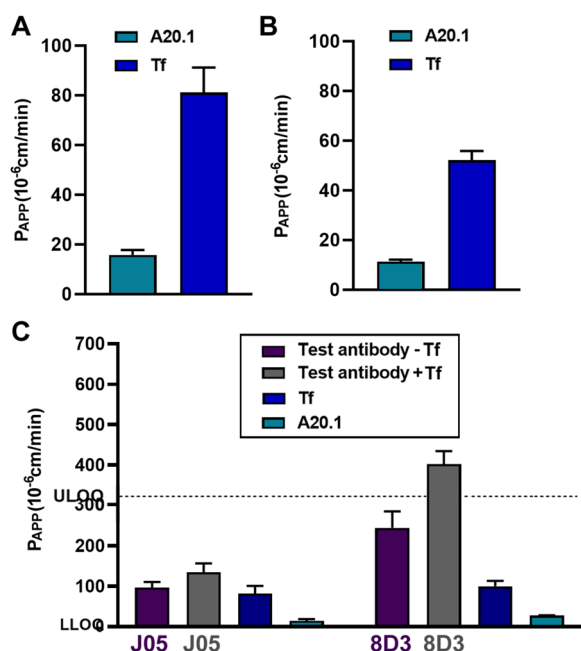 A
A20.1
Tf
PAPP(10-6cm/min)
100
80
60
40
20
0
B
A20.1
Tf
PAPP(10-6cm/min)
100
80
60
40
20
0
C
Test antibody - Tf
Test antibody + Tf
Tf
A20.1
PAPP(10-6cm/min)
700
600
500
400
ULOQ
300
200
100
LLOQ 0
J05 J05 8D3 8D3